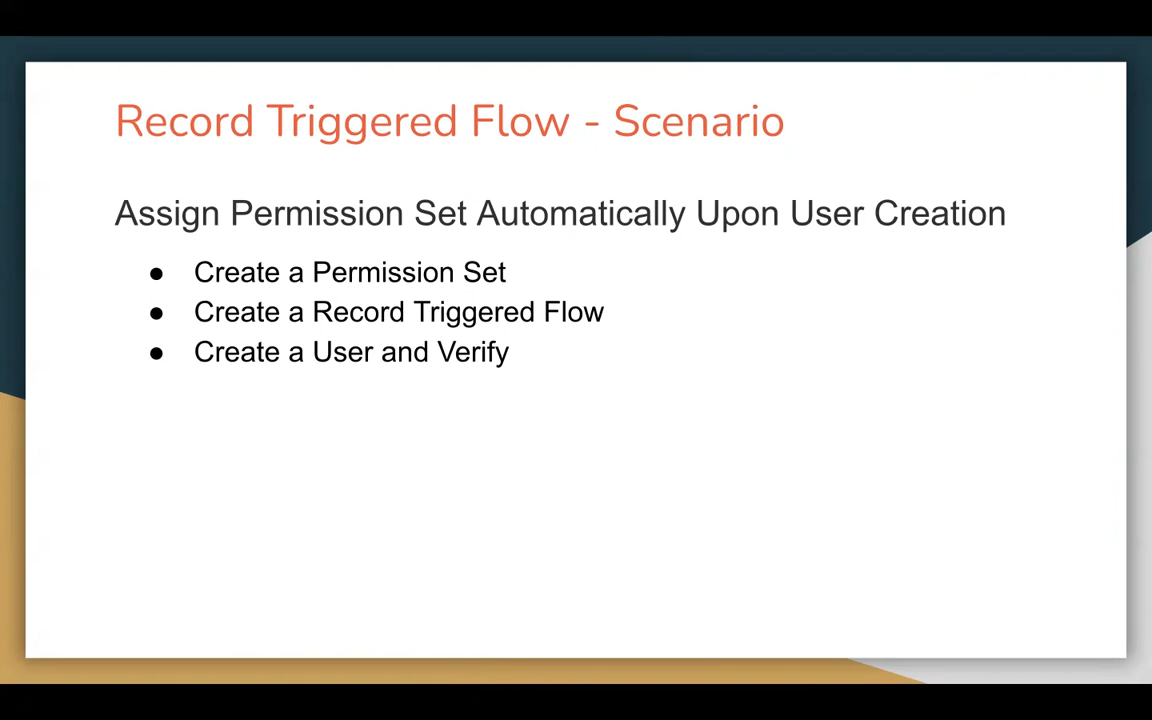 Record Triggered Flow - Scenario
Assign Permission Set Automatically Upon User Creation
● Create a Permission Set
● Create a Record Triggered Flow
● Create a User and Verify